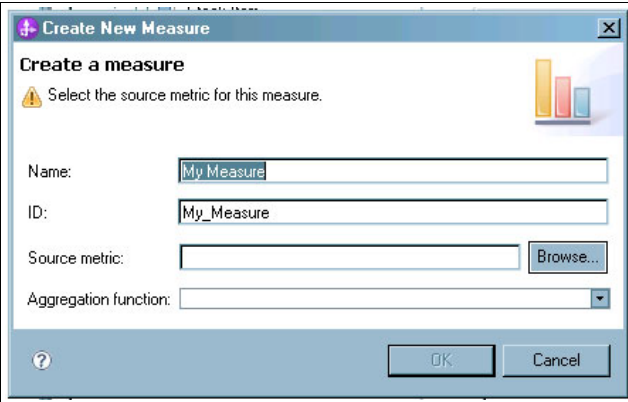 Create New Measure
Create a measure
Select the source metric for this measure.
Name: My Measure
ID: My_Measure
Source metric: Browse...
Aggregation function:
OK Cancel